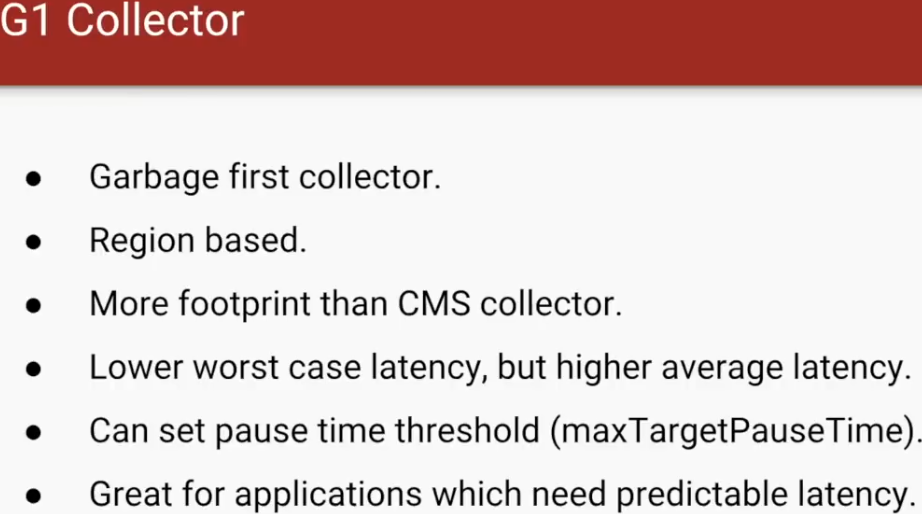 G1 Collector
● Garbage first collector.
● Region based.
● More footprint than CMS collector.
● Lower worst case latency, but higher average latency.
● Can set pause time threshold (maxTargetPauseTime).
● Great for applications which need predictable latency.